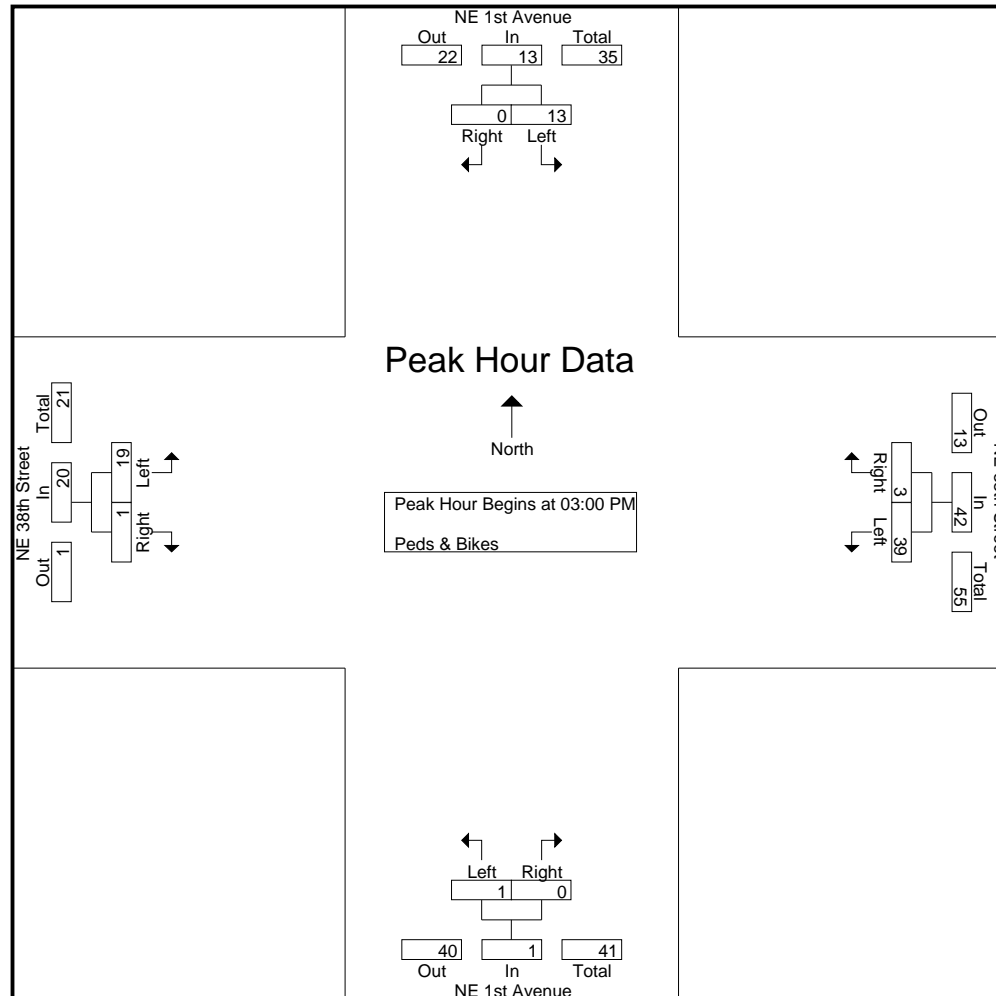 NE 1st Avenue
Out In Total
22 13 35
0 13
Right Left
Peak Hour Data
North
Peak Hour Begins at 03:00 PM
Peds & Bikes
NE 38th Street
Total In Out
21 20 1
19 1
Left Right
Out In Total
13 42 55
Right Left
3 39
Left Right
1 0
40 1 41
Out In Total
NE 1st Avenue